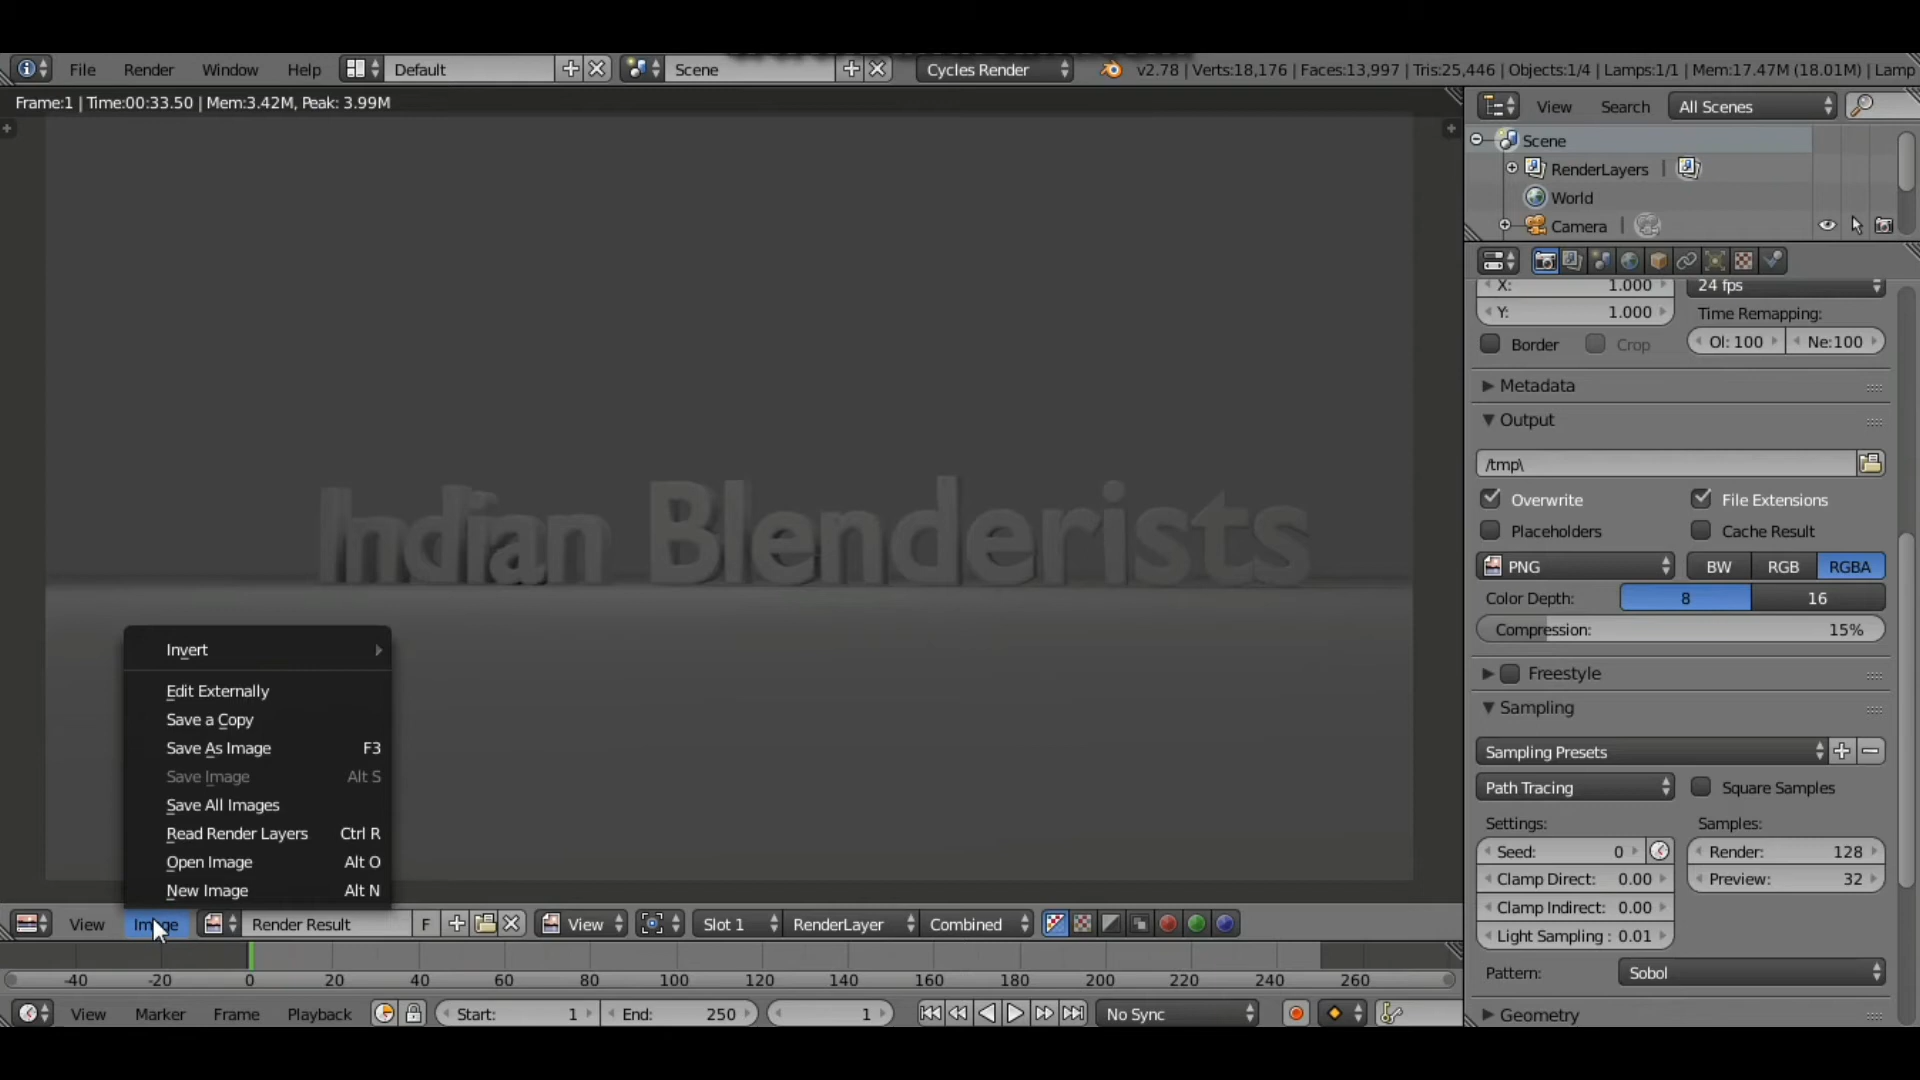 File Render Window Help Default Scene Cycles Render v2.78 | Verts:18,176 | Faces:13,997 | Tris:25,446 | Objects:1/4 | Lamps:1/1 | Mem:17.47M (18.01M) | Lamp
Frame:1 | Time:00:33.50 | Mem:3.42M, Peak: 3.99M
View Search All Scenes
Scene
RenderLayers |
World
Camera |
X: 1.000 24 fps
Y: 1.000 Time Remapping:
Border Crop Ol: 100 Ne:100
Metadata
Output
/tmp\
Overwrite File Extensions
Placeholders Cache Result
PNG BW RGB RGBA
Color Depth: 8 16
Compression: 15%
Freestyle
Sampling
Sampling Presets
Path Tracing Square Samples
Settings: Samples:
Seed: 0 Render: 128
Clamp Direct: 0.00 Preview: 32
Clamp Indirect: 0.00
Light Sampling : 0.01
Pattern: Sobol
Geometry
Indian Blenderists
Invert
Edit Externally
Save a Copy
Save As Image F3
Save Image Alt S
Save All Images
Read Render Layers Ctrl R
Open Image Alt O
New Image Alt N
View Image Render Result F View Slot 1 RenderLayer Combined
-40 -20 0 20 40 60 80 100 120 140 160 180 200 220 240 260
View Marker Frame Playback Start: 1 End: 250 1 No Sync